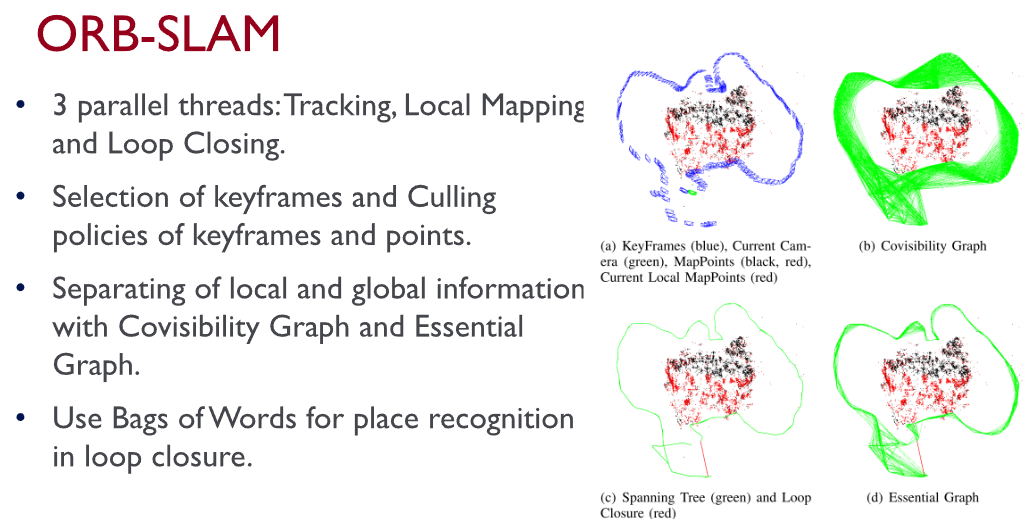 ORB-SLAM
• 3 parallel threads: Tracking, Local Mapping
and Loop Closing.
• Selection of keyframes and Culling
policies of keyframes and points.
• Separating of local and global information
with Covisibility Graph and Essential
Graph.
• Use Bags of Words for place recognition
in loop closure.
(a) KeyFrames (blue), Current Cam-
era (green), MapPoints (black, red),
Current Local MapPoints (red)
(b) Covisibility Graph
(c) Spanning Tree (green) and Loop
Closure (red)
(d) Essential Graph